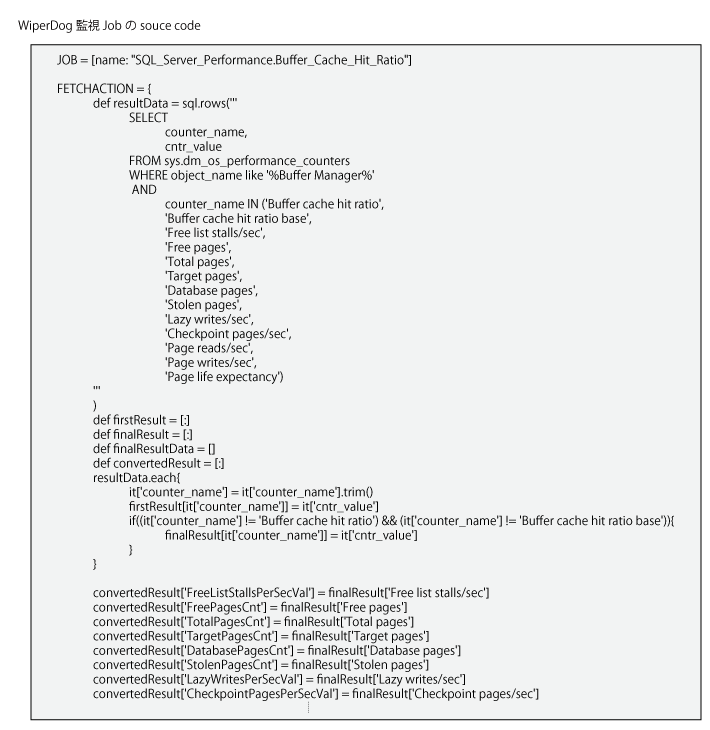 WiperDog 監視 Job の souce code
JOB = [name: "SQL_Server_Performance.Buffer_Cache_Hit_Ratio"]
FETCHACTION = {
def resultData = sql.rows('''
SELECT
counter_name,
cntr_value
FROM sys.dm_os_performance_counters
WHERE object_name like '%Buffer Manager%'
AND
counter_name IN ('Buffer cache hit ratio',
'Buffer cache hit ratio base',
'Free list stalls/sec',
'Free pages',
'Total pages',
'Target pages',
'Database pages',
'Stolen pages',
'Lazy writes/sec',
'Checkpoint pages/sec',
'Page reads/sec',
'Page writes/sec',
'Page life expectancy')
'''
)
def firstResult = [:]
def finalResult = [:]
def finalResultData = []
def convertedResult = [:]
resultData.each{
it['counter_name'] = it['counter_name'].trim()
firstResult[it['counter_name']] = it['cntr_value']
if((it['counter_name'] != 'Buffer cache hit ratio') && (it['counter_name'] != 'Buffer cache hit ratio base')){
finalResult[it['counter_name']] = it['cntr_value']
}
}
convertedResult['FreeListStallsPerSecVal'] = finalResult['Free list stalls/sec']
convertedResult['FreePagesCnt'] = finalResult['Free pages']
convertedResult['TotalPagesCnt'] = finalResult['Total pages']
convertedResult['TargetPagesCnt'] = finalResult['Target pages']
convertedResult['DatabasePagesCnt'] = finalResult['Database pages']
convertedResult['StolenPagesCnt'] = finalResult['Stolen pages']
convertedResult['LazyWritesPerSecVal'] = finalResult['Lazy writes/sec']
convertedResult['CheckpointPagesPerSecVal'] = finalResult['Checkpoint pages/sec']